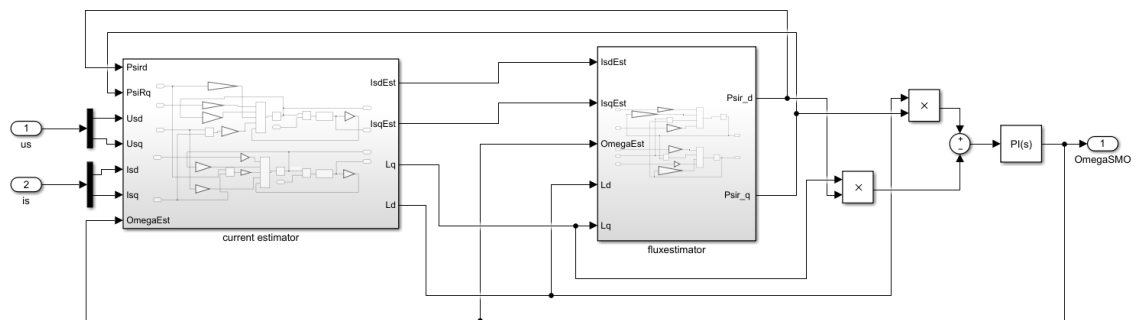 Psird
PsiRq
Usd
Usq
Isd
Isq
OmegaEst
IsdEst
IsqEst
Lq
Ld
current estimator
1
us
2
is
IsdEst
IsqEst
OmegaEst
Ld
Lq
Psir_d
Psir_q
fluxestimator
×
×
+
−
PI(s)
1
OmegaSMO